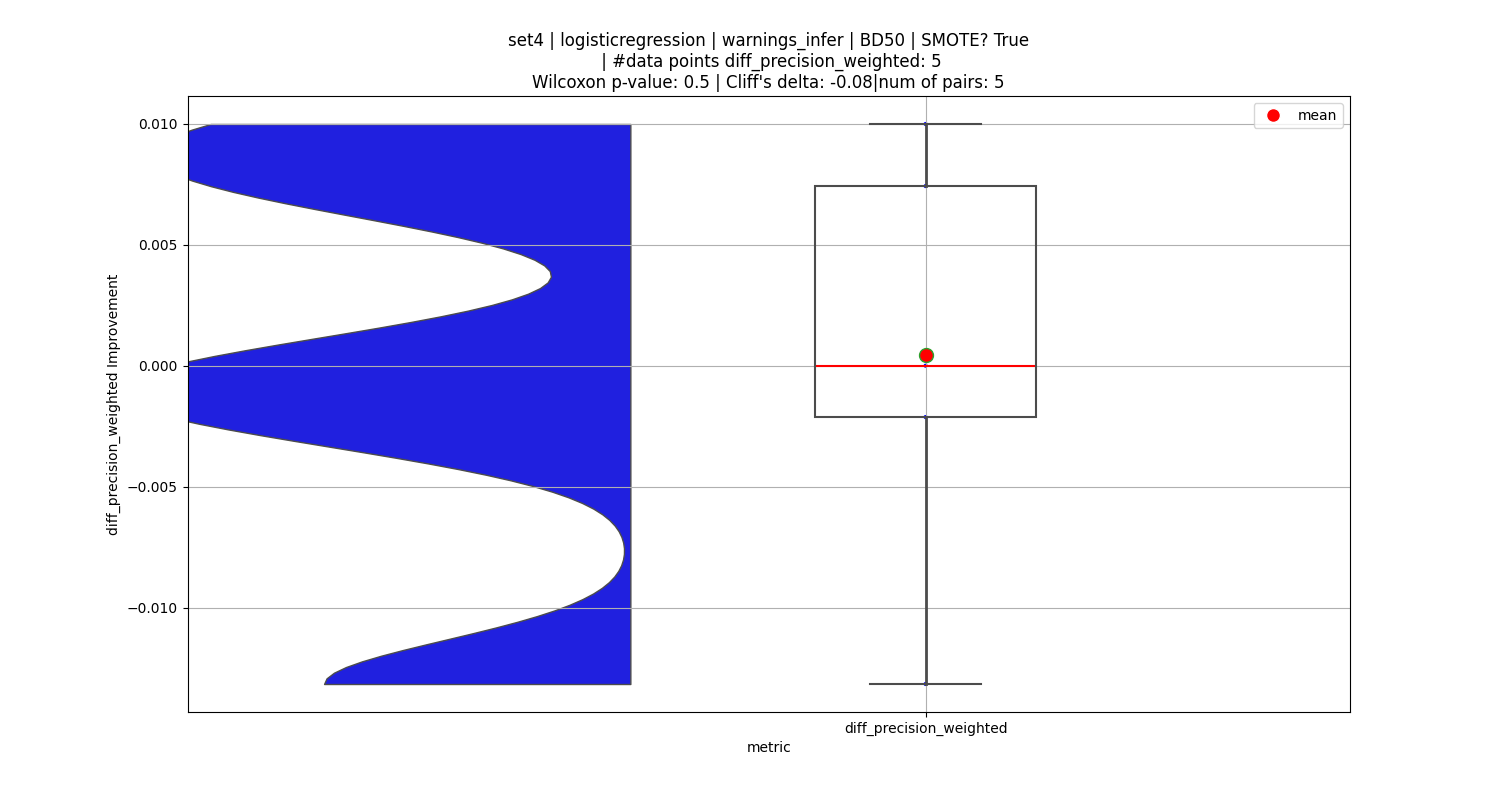 set4 | logisticregression | warnings_infer | BD50 | SMOTE? True
| #data points diff_precision_weighted: 5
Wilcoxon p-value: 0.5 | Cliff's delta: -0.08|num of pairs: 5
mean
0.010
0.005
0.000
−0.005
−0.010
diff_precision_weighted Improvement
diff_precision_weighted
metric